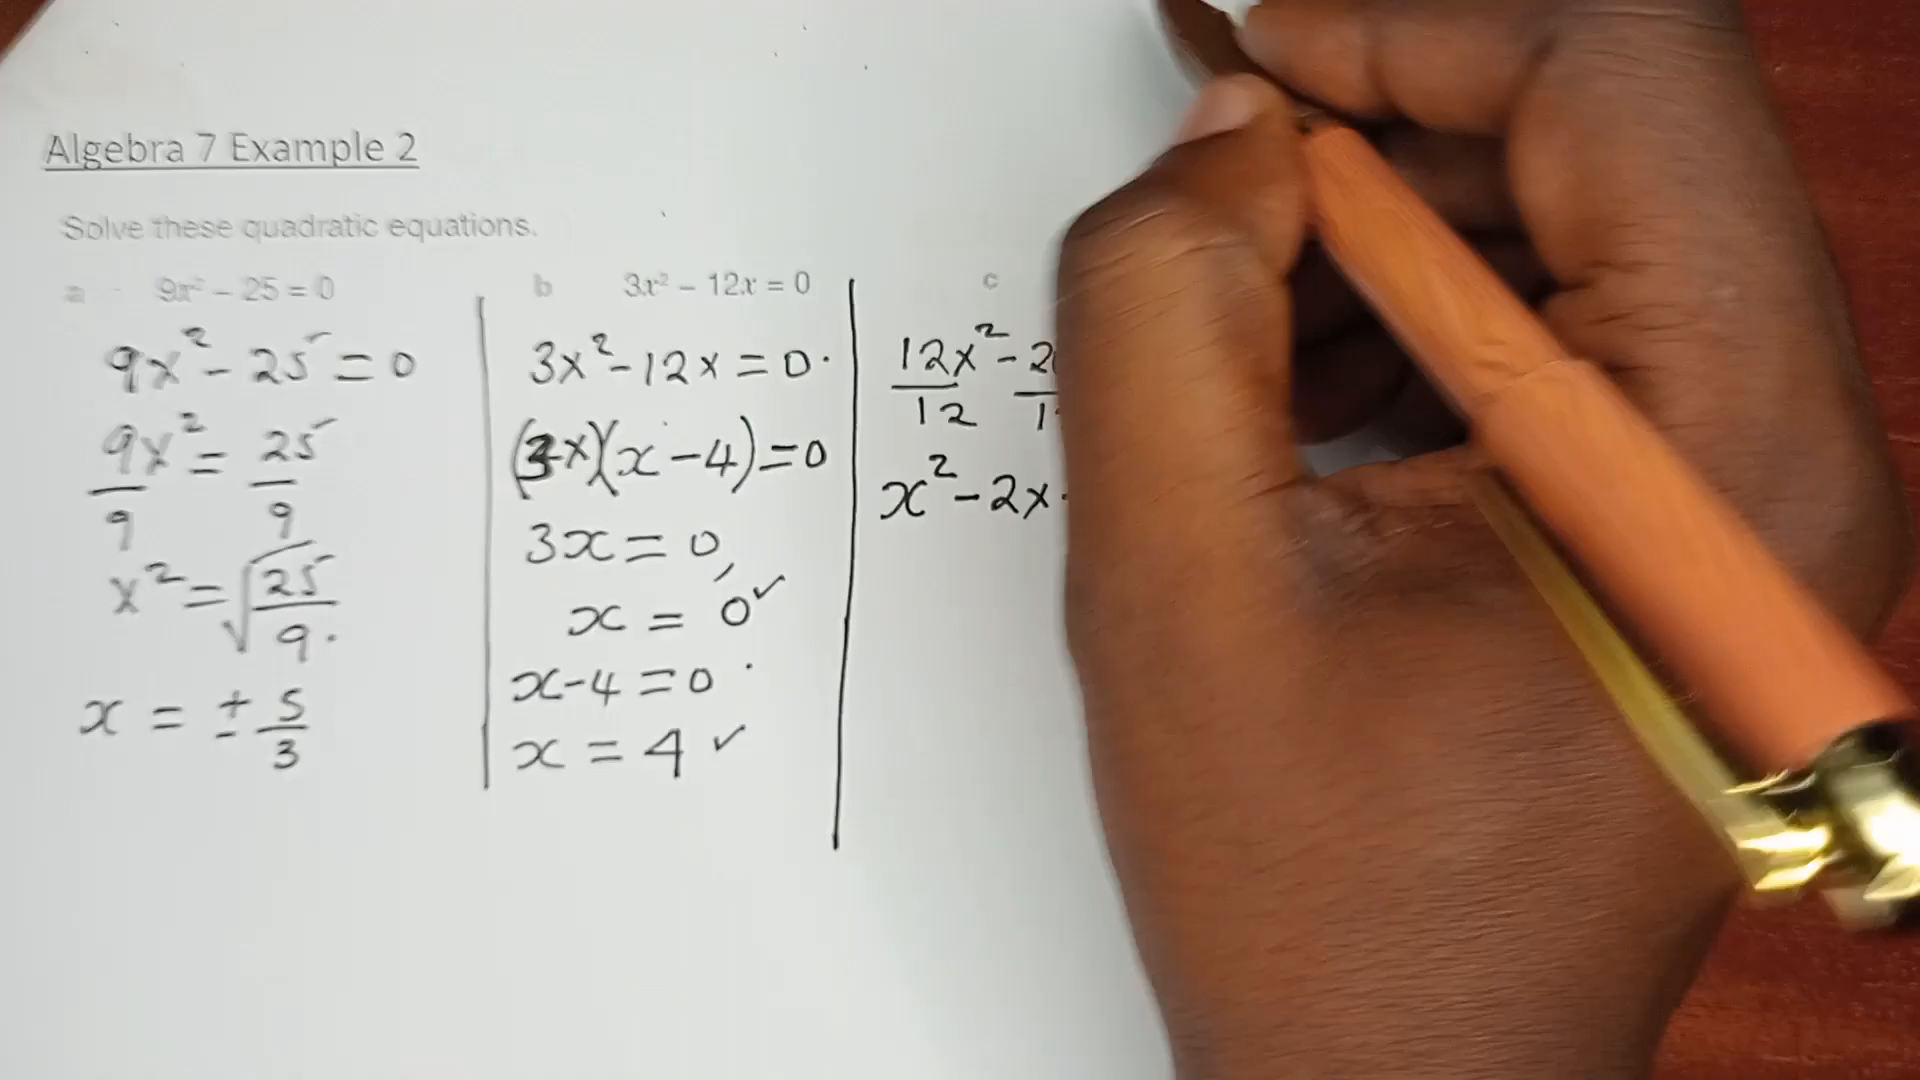 Algebra 7 Example 2
Solve these quadratic equations.
a 9x² – 25 = 0
9x² - 25 = 0
9x²/9 = 25/9
x² = √25/9.
x = ± 5/3
b 3x² – 12x = 0
3x² - 12x = 0.
(3x)(x - 4) = 0
3x = 0,
x = 0 ✓
x - 4 = 0
x = 4 ✓
c
12x²/12 - 2
x² - 2x